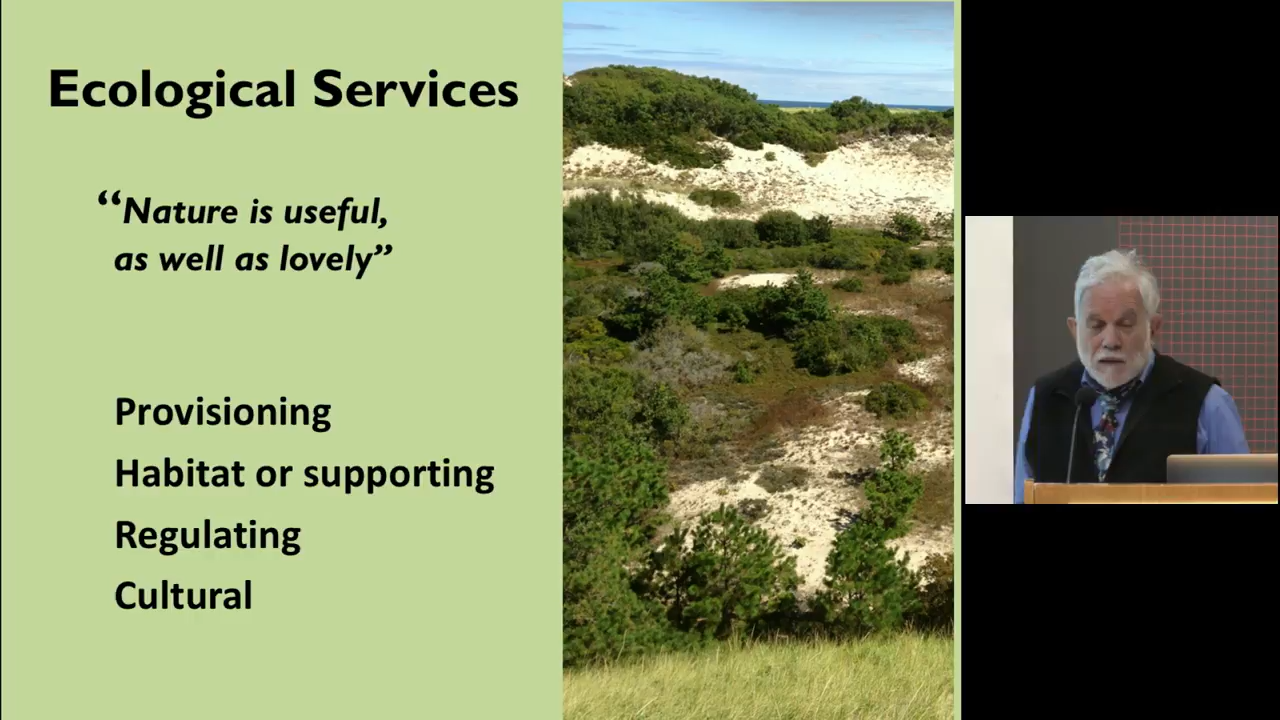 Ecological Services
“Nature is useful,
as well as lovely”
Provisioning
Habitat or supporting
Regulating
Cultural